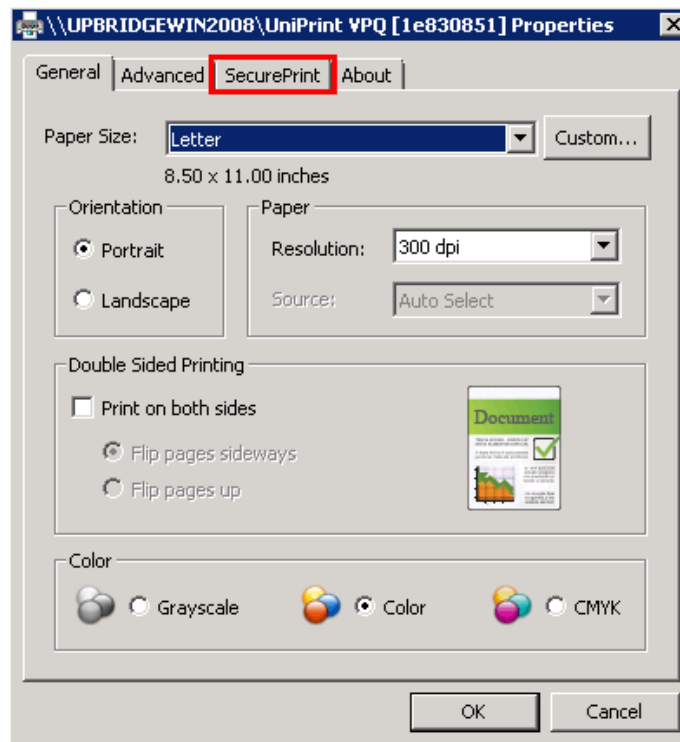 \\UPBRIDGEWIN2008\UniPrint VPQ [1e830851] Properties
General Advanced SecurePrint About
Paper Size: Letter Custom...
8.50 x 11.00 inches
Orientation
Portrait
Landscape
Paper
Resolution: 300 dpi
Source: Auto Select
Double Sided Printing
Print on both sides
Flip pages sideways
Flip pages up
Document
Color
Grayscale Color CMYK
OK Cancel